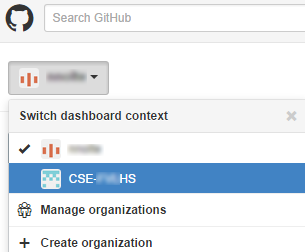 Search GitHub
Switch dashboard context
CSE- HS
Manage organizations
Create organization